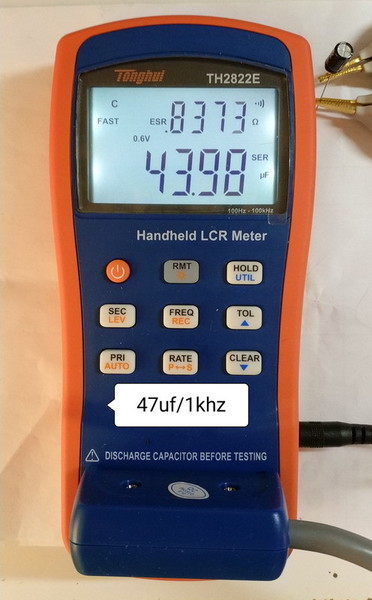 Tonghui TH2822E
C
FAST ESR .8373 Ω
0.6V
43.98 SER
µF
100Hz - 100kHz
Handheld LCR Meter
RMT HOLD
UTIL
SEC FREQ TOL
LEV REC
PRI RATE CLEAR
AUTO P↔S
47uf/1khz
⚠ DISCHARGE CAPACITOR BEFORE TESTING